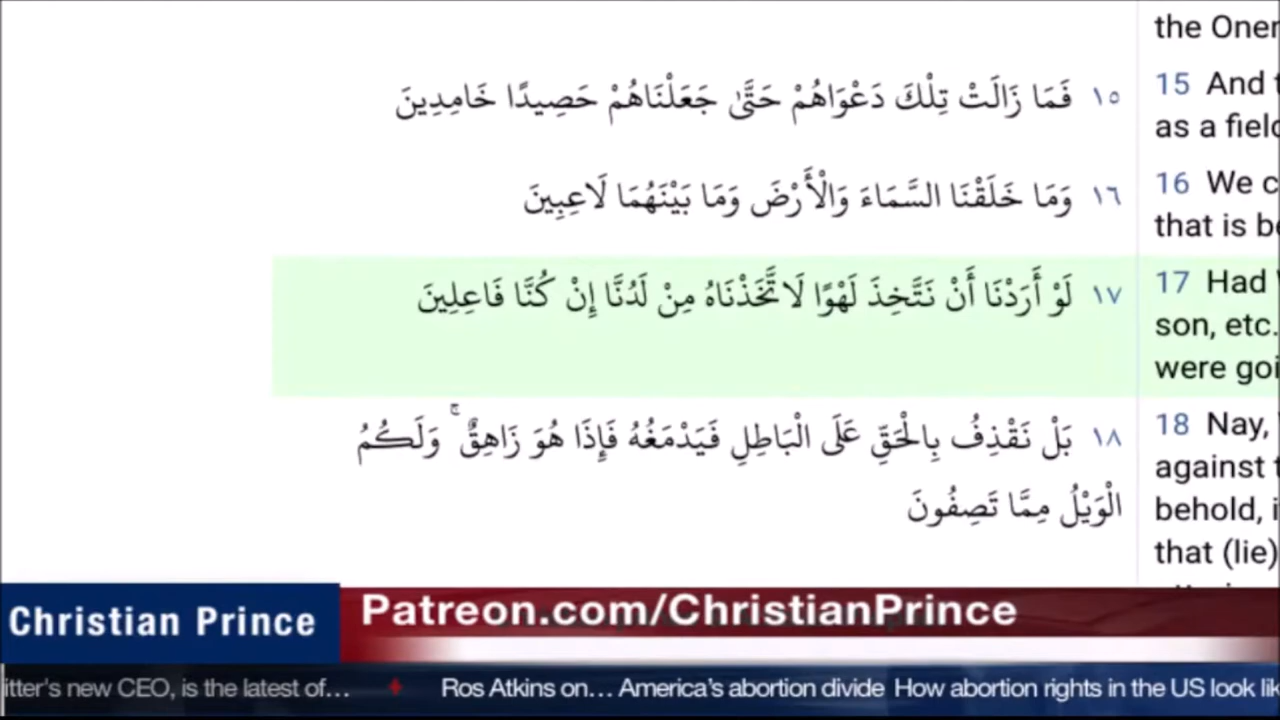 the Oner
١٥ فَمَا زَالَتْ تِلْكَ دَعْوَاهُمْ حَتَّىٰ جَعَلْنَاهُمْ حَصِيدًا خَامِدِينَ
15 And t
as a field
١٦ وَمَا خَلَقْنَا السَّمَاءَ وَالْأَرْضَ وَمَا بَيْنَهُمَا لَاعِبِينَ
16 We c
that is be
١٧ لَوْ أَرَدْنَا أَنْ نَتَّخِذَ لَهْوًا لَاتَّخَذْنَاهُ مِنْ لَدُنَّا إِنْ كُنَّا فَاعِلِينَ
17 Had
son, etc.
were goi
١٨ بَلْ نَقْذِفُ بِالْحَقِّ عَلَى الْبَاطِلِ فَيَدْمَغُهُ فَإِذَا هُوَ زَاهِقٌ ۚ وَلَكُمُ
الْوَيْلُ مِمَّا تَصِفُونَ
18 Nay,
against t
behold, i
that (lie)
Christian Prince
Patreon.com/ChristianPrince
itter's new CEO, is the latest of... Ros Atkins on... America's abortion divide How abortion rights in the US look lik